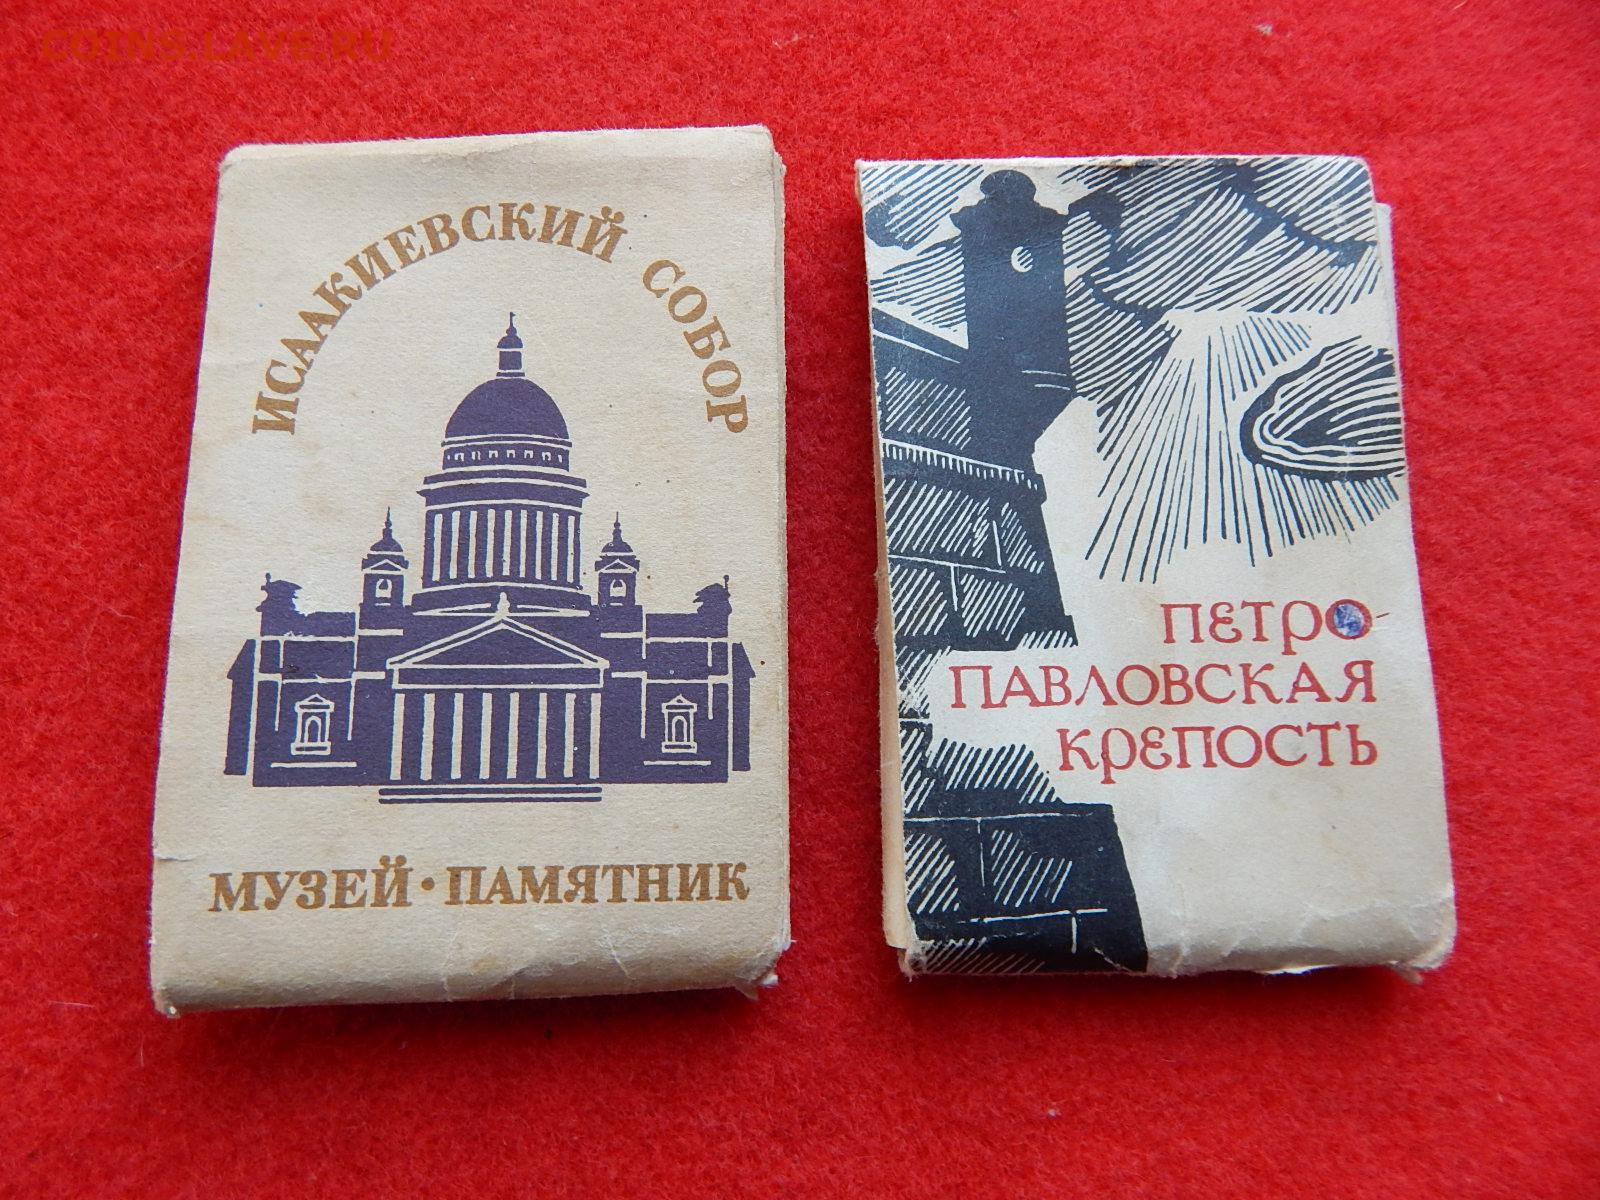 COINS.LAVE.RU
ИСААКИЕВСКИЙ СОБОР
МУЗЕЙ·ПАМЯТНИК
ПЕТРО-
ПАВЛОВСКАЯ
КРЕПОСТЬ